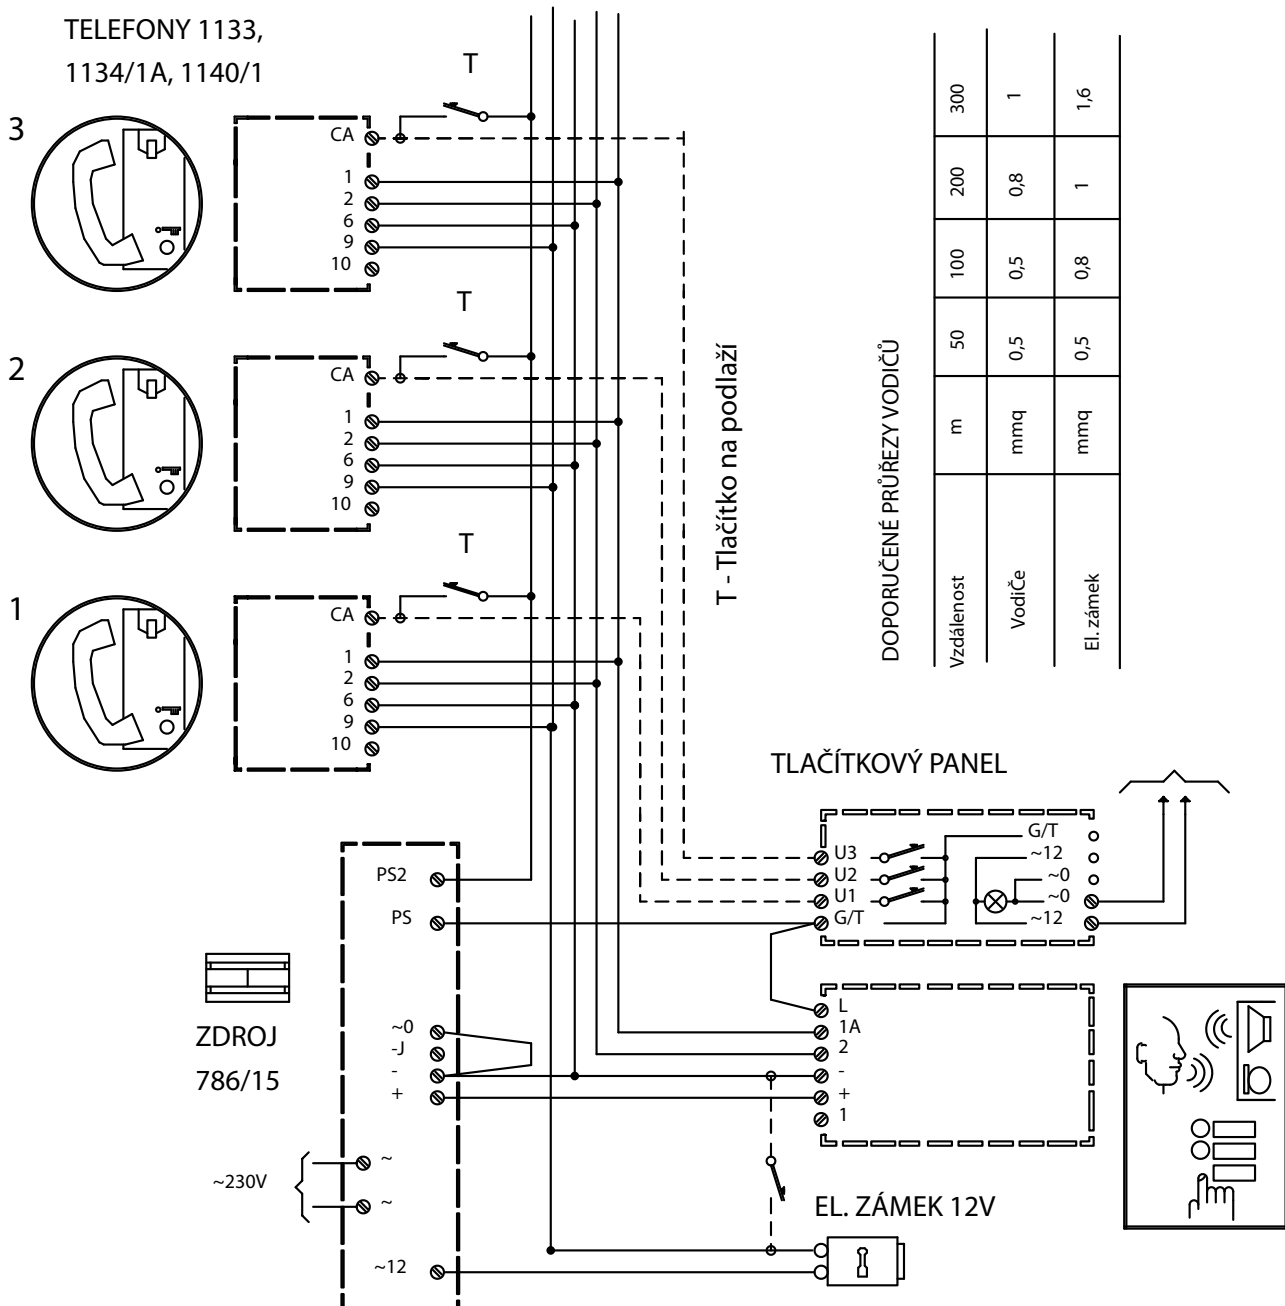 TELEFONY 1133,
1134/1A, 1140/1
3
T
CA
1
2
6
9
10
2
T
CA
1
2
6
9
10
1
T
CA
1
2
6
9
10
T - Tlačítko na podlaží
DOPORUČENÉ PRŮŘEZY VODIČŮ
Vzdálenost m 50 100 200 300
VodiČe mmq 0,5 0,5 0,8 1
El. zámek mmq 0,5 0,8 1 1,6
TLAČÍTKOVÝ PANEL
U3
U2
U1
G/T
G/T
~12
~0
~0
~12
PS2
PS
~0
-J
-
+
~
~
~12
ZDROJ
786/15
~230V
L
1A
2
-
+
1
EL. ZÁMEK 12V